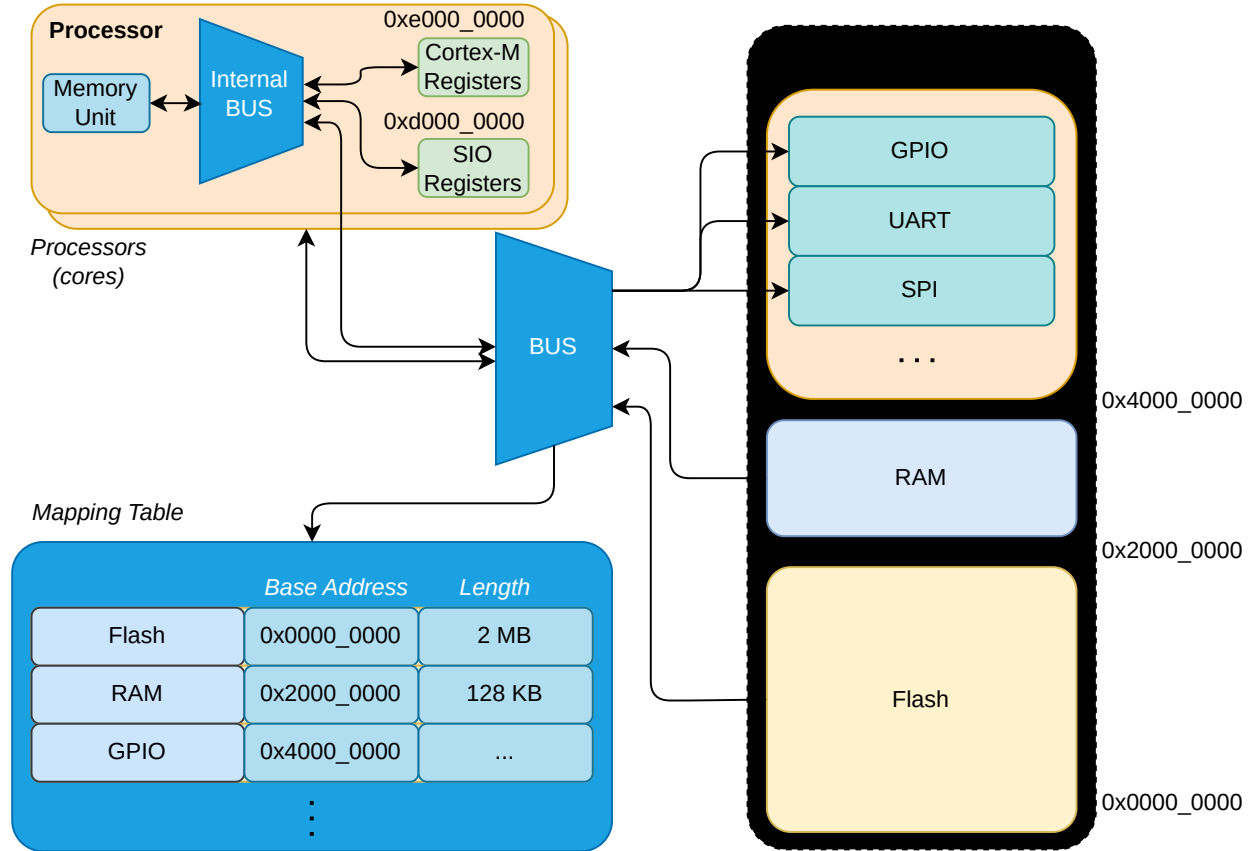 Processor
0xe000_0000
Memory
Unit
Internal
BUS
Cortex-M
Registers
0xd000_0000
SIO
Registers
Processors
(cores)
BUS
GPIO
UART
SPI
. . .
0x4000_0000
RAM
0x2000_0000
Flash
0x0000_0000
Mapping Table
Base Address Length
Flash 0x0000_0000 2 MB
RAM 0x2000_0000 128 KB
GPIO 0x4000_0000 ...
. . .